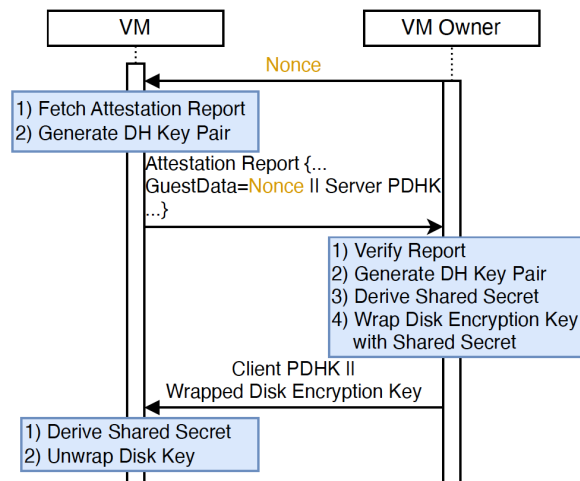 VM
VM Owner
Nonce
1) Fetch Attestation Report
2) Generate DH Key Pair
Attestation Report {...
GuestData=Nonce II Server PDHK
...}
1) Verify Report
2) Generate DH Key Pair
3) Derive Shared Secret
4) Wrap Disk Encryption Key
with Shared Secret
Client PDHK II
Wrapped Disk Encryption Key
1) Derive Shared Secret
2) Unwrap Disk Key